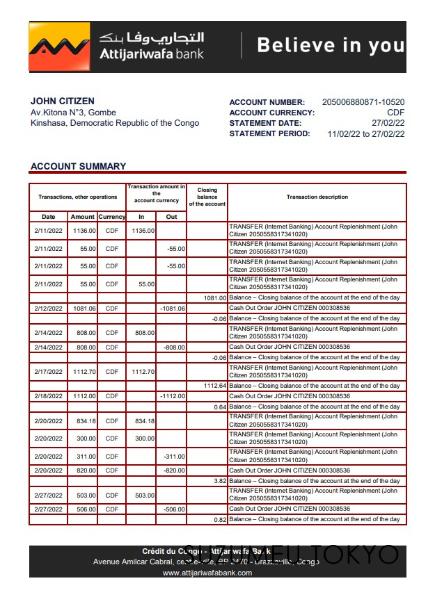 التجاري وفا بنك
Attijariwafa bank
Believe in you
JOHN CITIZEN
Av.Kitona N°3, Gombe
Kinshasa, Democratic Republic of the Congo
ACCOUNT NUMBER: 205006880871-10520
ACCOUNT CURRENCY: CDF
STATEMENT DATE: 27/02/22
STATEMENT PERIOD: 11/02/22 to 27/02/22
ACCOUNT SUMMARY
Transactions, other operations
Transaction amount in
the
account currency
Closing
balance
of the account
Transaction description
Date Amount Currency In Out
2/11/2022 1136.00 CDF 1136.00 TRANSFER (Internet Banking) Account Replenishment (John
Citizen 2050558317341020)
2/11/2022 55.00 CDF -55.00 TRANSFER (Internet Banking) Account Replenishment (John
Citizen 2050558317341020)
2/11/2022 55.00 CDF -55.00 TRANSFER (Internet Banking) Account Replenishment (John
Citizen 2050558317341020)
2/11/2022 55.00 CDF 55.00 TRANSFER (Internet Banking) Account Replenishment (John
Citizen 2050558317341020)
1081.00 Balance – Closing balance of the account at the end of the day
2/12/2022 1081.06 CDF -1081.06 Cash Out Order JOHN CITIZEN 000308536
-0.06 Balance – Closing balance of the account at the end of the day
2/14/2022 808.00 CDF 808.00 TRANSFER (Internet Banking) Account Replenishment (John
Citizen 2050558317341020)
2/14/2022 808.00 CDF -808.00 Cash Out Order JOHN CITIZEN 000308536
-0.06 Balance – Closing balance of the account at the end of the day
2/17/2022 1112.70 CDF 1112.70 TRANSFER (Internet Banking) Account Replenishment (John
Citizen 2050558317341020)
1112.64 Balance – Closing balance of the account at the end of the day
2/18/2022 1112.00 CDF -1112.00 Cash Out Order JOHN CITIZEN 000308536
0.64 Balance – Closing balance of the account at the end of the day
2/20/2022 834.18 CDF 834.18 TRANSFER (Internet Banking) Account Replenishment (John
Citizen 2050558317341020)
2/20/2022 300.00 CDF 300.00 TRANSFER (Internet Banking) Account Replenishment (John
Citizen 2050558317341020)
2/20/2022 311.00 CDF -311.00 TRANSFER (Internet Banking) Account Replenishment (John
Citizen 2050558317341020)
2/20/2022 820.00 CDF -820.00 Cash Out Order JOHN CITIZEN 000308536
3.82 Balance – Closing balance of the account at the end of the day
2/27/2022 503.00 CDF 503.00 TRANSFER (Internet Banking) Account Replenishment (John
Citizen 2050558317341020)
2/27/2022 506.00 CDF -506.00 Cash Out Order JOHN CITIZEN 000308536
0.82 Balance – Closing balance of the account at the end of the day
Crédit du Congo - Attijariwafa Bank
Avenue Amilcar Cabral, Congo
www.attijariwafabank.com
TOKYO